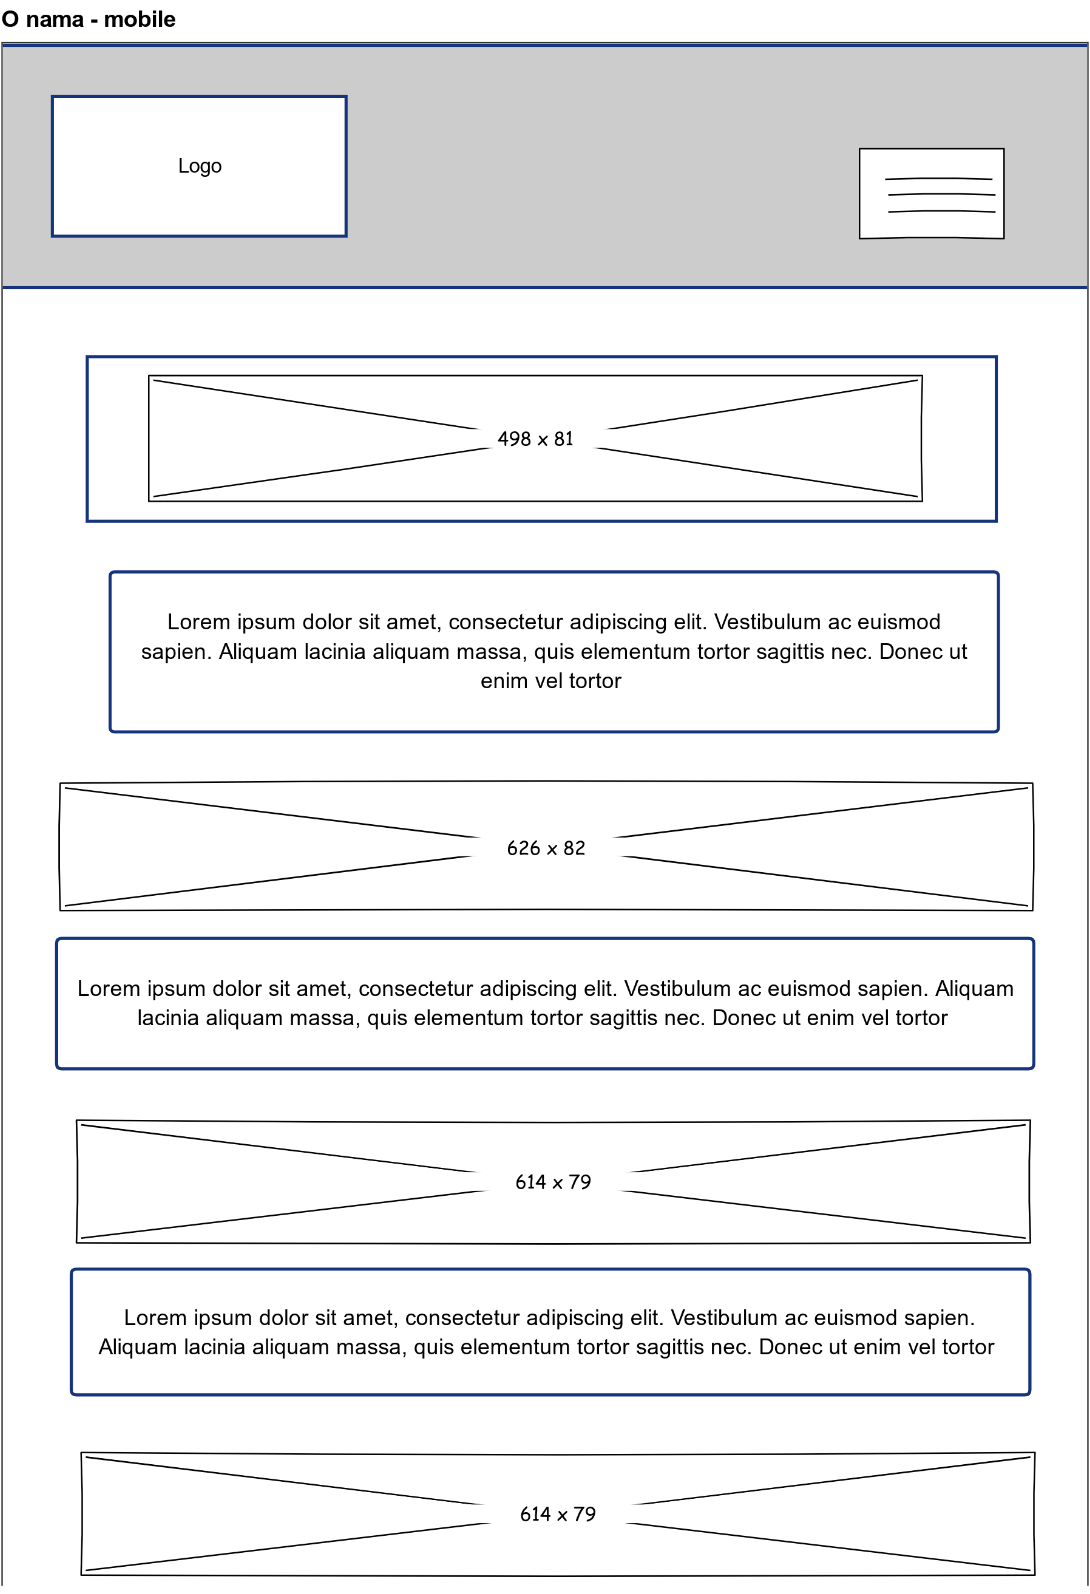 O nama - mobile
Logo
498 x 81
Lorem ipsum dolor sit amet, consectetur adipiscing elit. Vestibulum ac euismod
sapien. Aliquam lacinia aliquam massa, quis elementum tortor sagittis nec. Donec ut
enim vel tortor
626 x 82
Lorem ipsum dolor sit amet, consectetur adipiscing elit. Vestibulum ac euismod sapien. Aliquam
lacinia aliquam massa, quis elementum tortor sagittis nec. Donec ut enim vel tortor
614 x 79
Lorem ipsum dolor sit amet, consectetur adipiscing elit. Vestibulum ac euismod sapien.
Aliquam lacinia aliquam massa, quis elementum tortor sagittis nec. Donec ut enim vel tortor
614 x 79